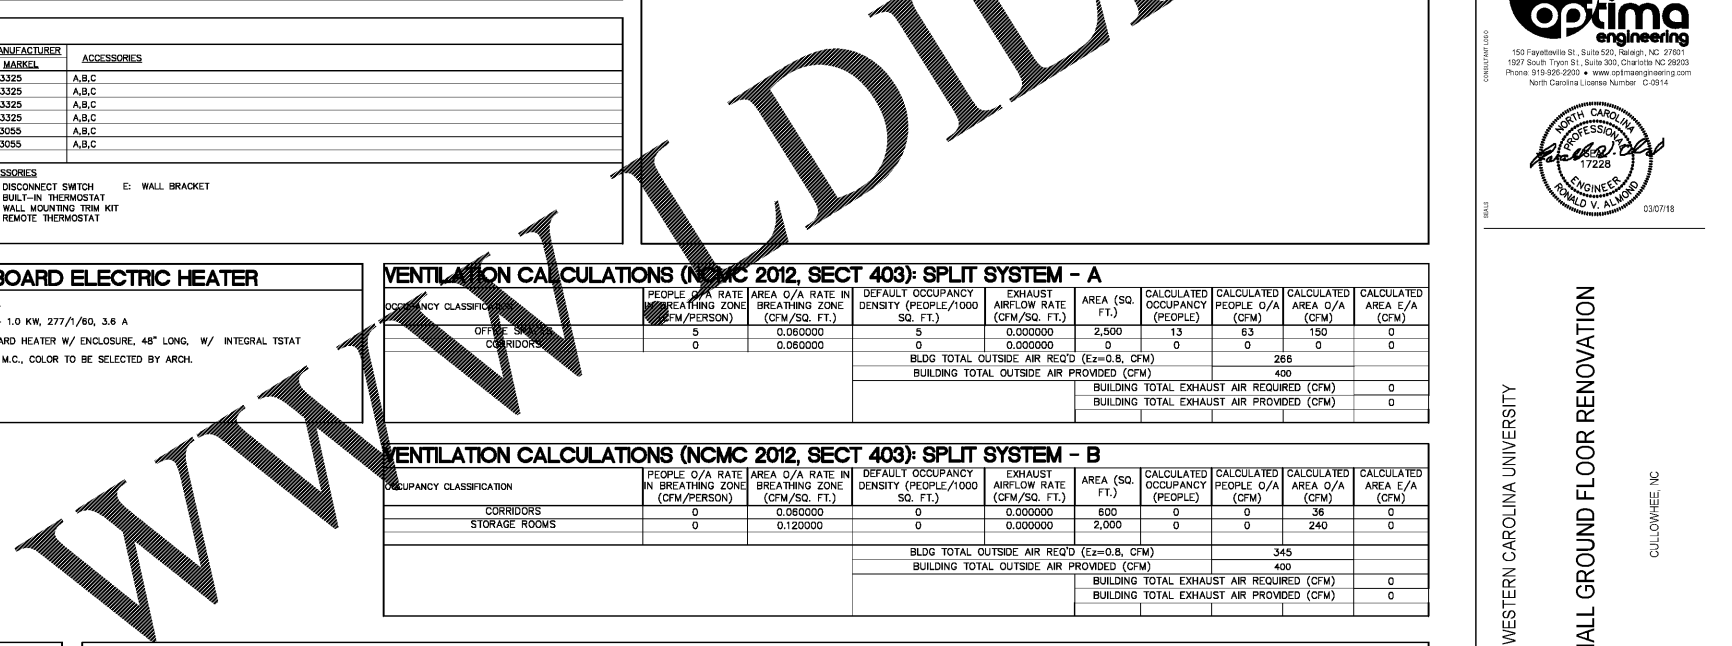 MANUFACTURER
MARKEL
ACCESSORIES
3325 A,B,C
3325 A,B,C
3325 A,B,C
3325 A,B,C
3055 A,B,C
3055 A,B,C
DISCONNECT SWITCH E: WALL BRACKET
BUILT-IN THERMOSTAT
WALL MOUNTING TRIM KIT
REMOTE THERMOSTAT
BOARD ELECTRIC HEATER
1.0 KW, 277/1/60, 3.6 A
ARD HEATER W/ ENCLOSURE, 48" LONG, W/ INTEGRAL TSTAT
M.C., COLOR TO BE SELECTED BY ARCH.
VENTILATION CALCULATIONS (NCMC 2012, SECT 403): SPLIT SYSTEM - A
OCCUPANCY CLASSIFICATION
PEOPLE O/A RATE IN BREATHING ZONE (CFM/PERSON)
AREA O/A RATE IN BREATHING ZONE (CFM/SQ. FT.)
DEFAULT OCCUPANCY DENSITY (PEOPLE/1000 SQ. FT.)
EXHAUST AIRFLOW RATE (CFM/SQ. FT.)
AREA (SQ. FT.)
CALCULATED OCCUPANCY (PEOPLE)
CALCULATED PEOPLE O/A (CFM)
CALCULATED AREA O/A (CFM)
CALCULATED AREA E/A (CFM)
OFFICE SPACES 5 0.060000 5 0.000000 2,500 13 63 150 0
CORRIDORS 0 0.060000 0 0.000000 0 0 0 0 0
BLDG TOTAL OUTSIDE AIR REQ'D (Ez=0.8, CFM) 266
BUILDING TOTAL OUTSIDE AIR PROVIDED (CFM) 400
BUILDING TOTAL EXHAUST AIR REQUIRED (CFM) 0
BUILDING TOTAL EXHAUST AIR PROVIDED (CFM) 0
VENTILATION CALCULATIONS (NCMC 2012, SECT 403): SPLIT SYSTEM - B
OCCUPANCY CLASSIFICATION
PEOPLE O/A RATE IN BREATHING ZONE (CFM/PERSON)
AREA O/A RATE IN BREATHING ZONE (CFM/SQ. FT.)
DEFAULT OCCUPANCY DENSITY (PEOPLE/1000 SQ. FT.)
EXHAUST AIRFLOW RATE (CFM/SQ. FT.)
AREA (SQ. FT.)
CALCULATED OCCUPANCY (PEOPLE)
CALCULATED PEOPLE O/A (CFM)
CALCULATED AREA O/A (CFM)
CALCULATED AREA E/A (CFM)
CORRIDORS 0 0.060000 0 0.000000 600 0 0 36 0
STORAGE ROOMS 0 0.120000 0 0.000000 2,000 0 0 240 0
BLDG TOTAL OUTSIDE AIR REQ'D (Ez=0.8, CFM) 345
BUILDING TOTAL OUTSIDE AIR PROVIDED (CFM) 400
BUILDING TOTAL EXHAUST AIR REQUIRED (CFM) 0
BUILDING TOTAL EXHAUST AIR PROVIDED (CFM) 0
WWW LDIL
CONSULTANT LOGO
optima
engineering
150 Fayetteville St., Suite 520, Raleigh, NC 27601
1927 South Tryon St., Suite 300, Charlotte NC 28203
Phone: 919-926-2200 ● www.optimaengineering.com
North Carolina License Number C-0914
SEALS
NORTH CAROLINA
PROFESSIONAL
SEAL
17228
ENGINEER
RONALD V. ALMOND
03/07/18
WESTERN CAROLINA UNIVERSITY
HALL GROUND FLOOR RENOVATION
CULLOWHEE, NC